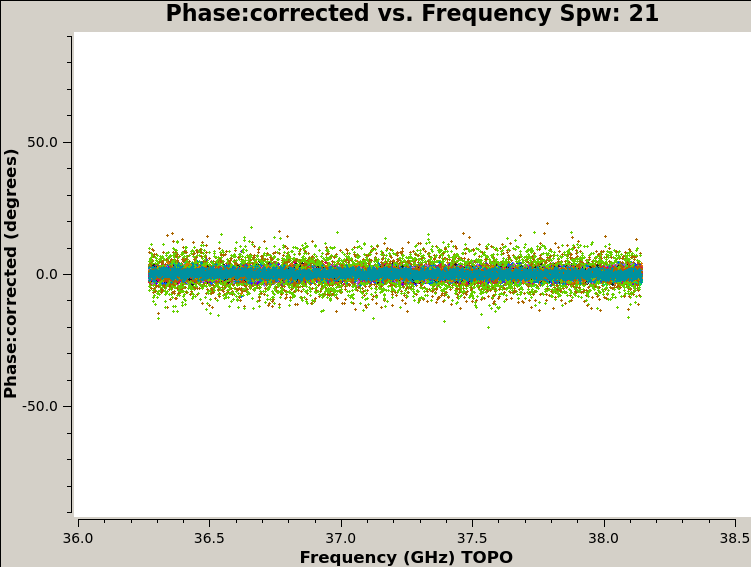 Phase:corrected vs. Frequency Spw: 21
Phase:corrected (degrees)
50.0
0.0
-50.0
36.0 36.5 37.0 37.5 38.0 38.5
Frequency (GHz) TOPO